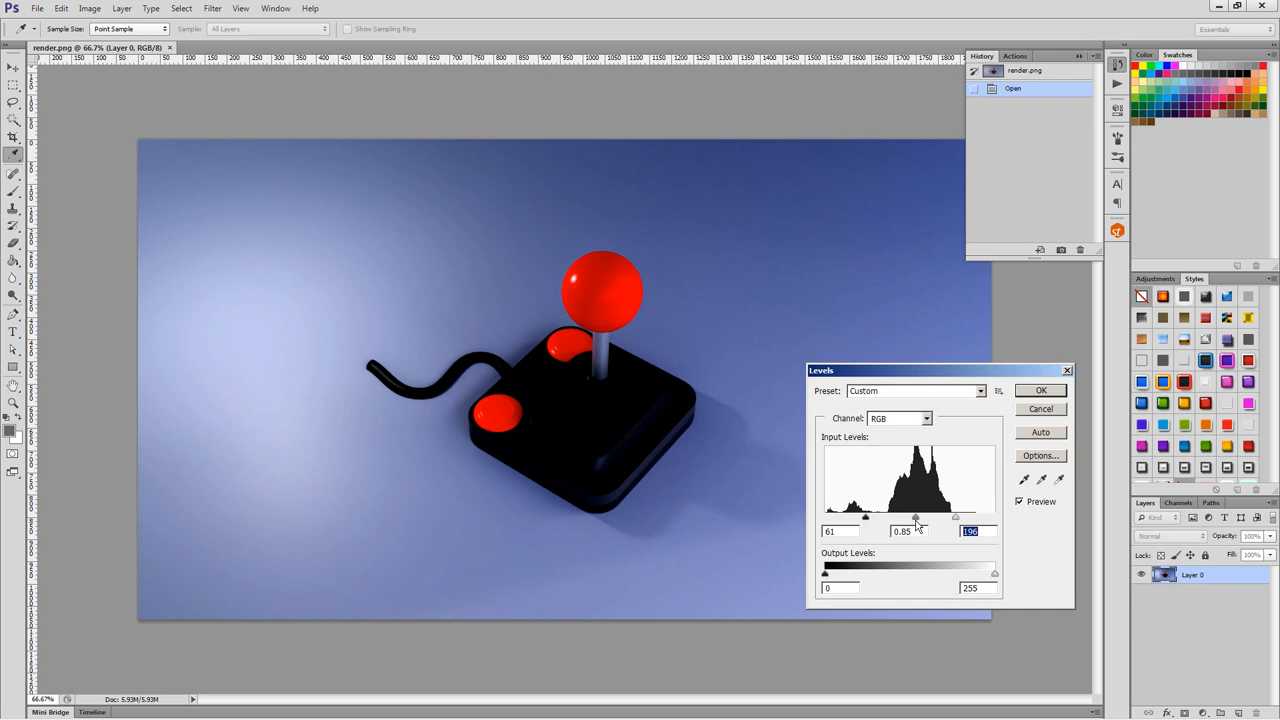 Ps File Edit Image Layer Type Select Filter View Window Help
Sample Size: Point Sample Sample: All Layers Show Sampling Ring Essentials
render.png @ 66.7% (Layer 0, RGB/8) ×
History Actions
render.png
Open
Color Swatches
Adjustments Styles
Levels
Preset: Custom OK
Cancel
Channel: RGB
Auto
Input Levels:
Options...
Preview
61 0.85 196
Output Levels:
0 255
Layers Channels Paths
Kind
Normal Opacity: 100%
Lock: Fill: 100%
Layer 0
66.67% Doc: 5.93M/5.93M
Mini Bridge Timeline